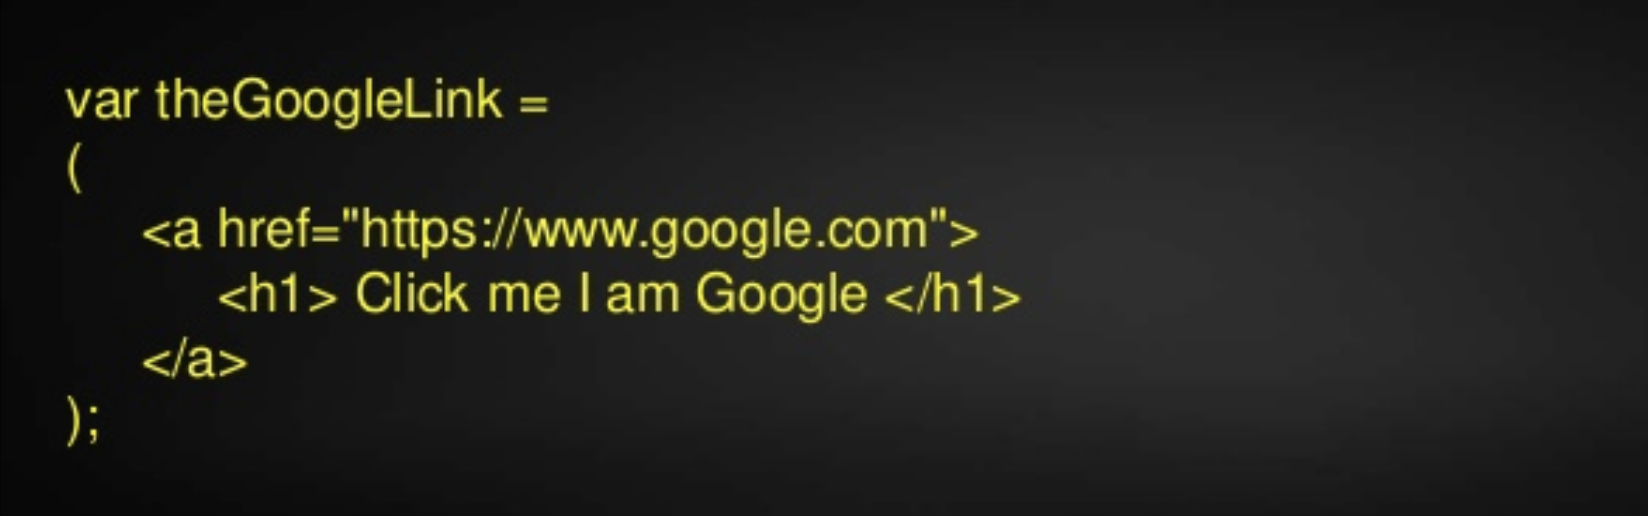 var theGoogleLink =
(
<a href="https://www.google.com">
<h1> Click me I am Google </h1>
</a>
);